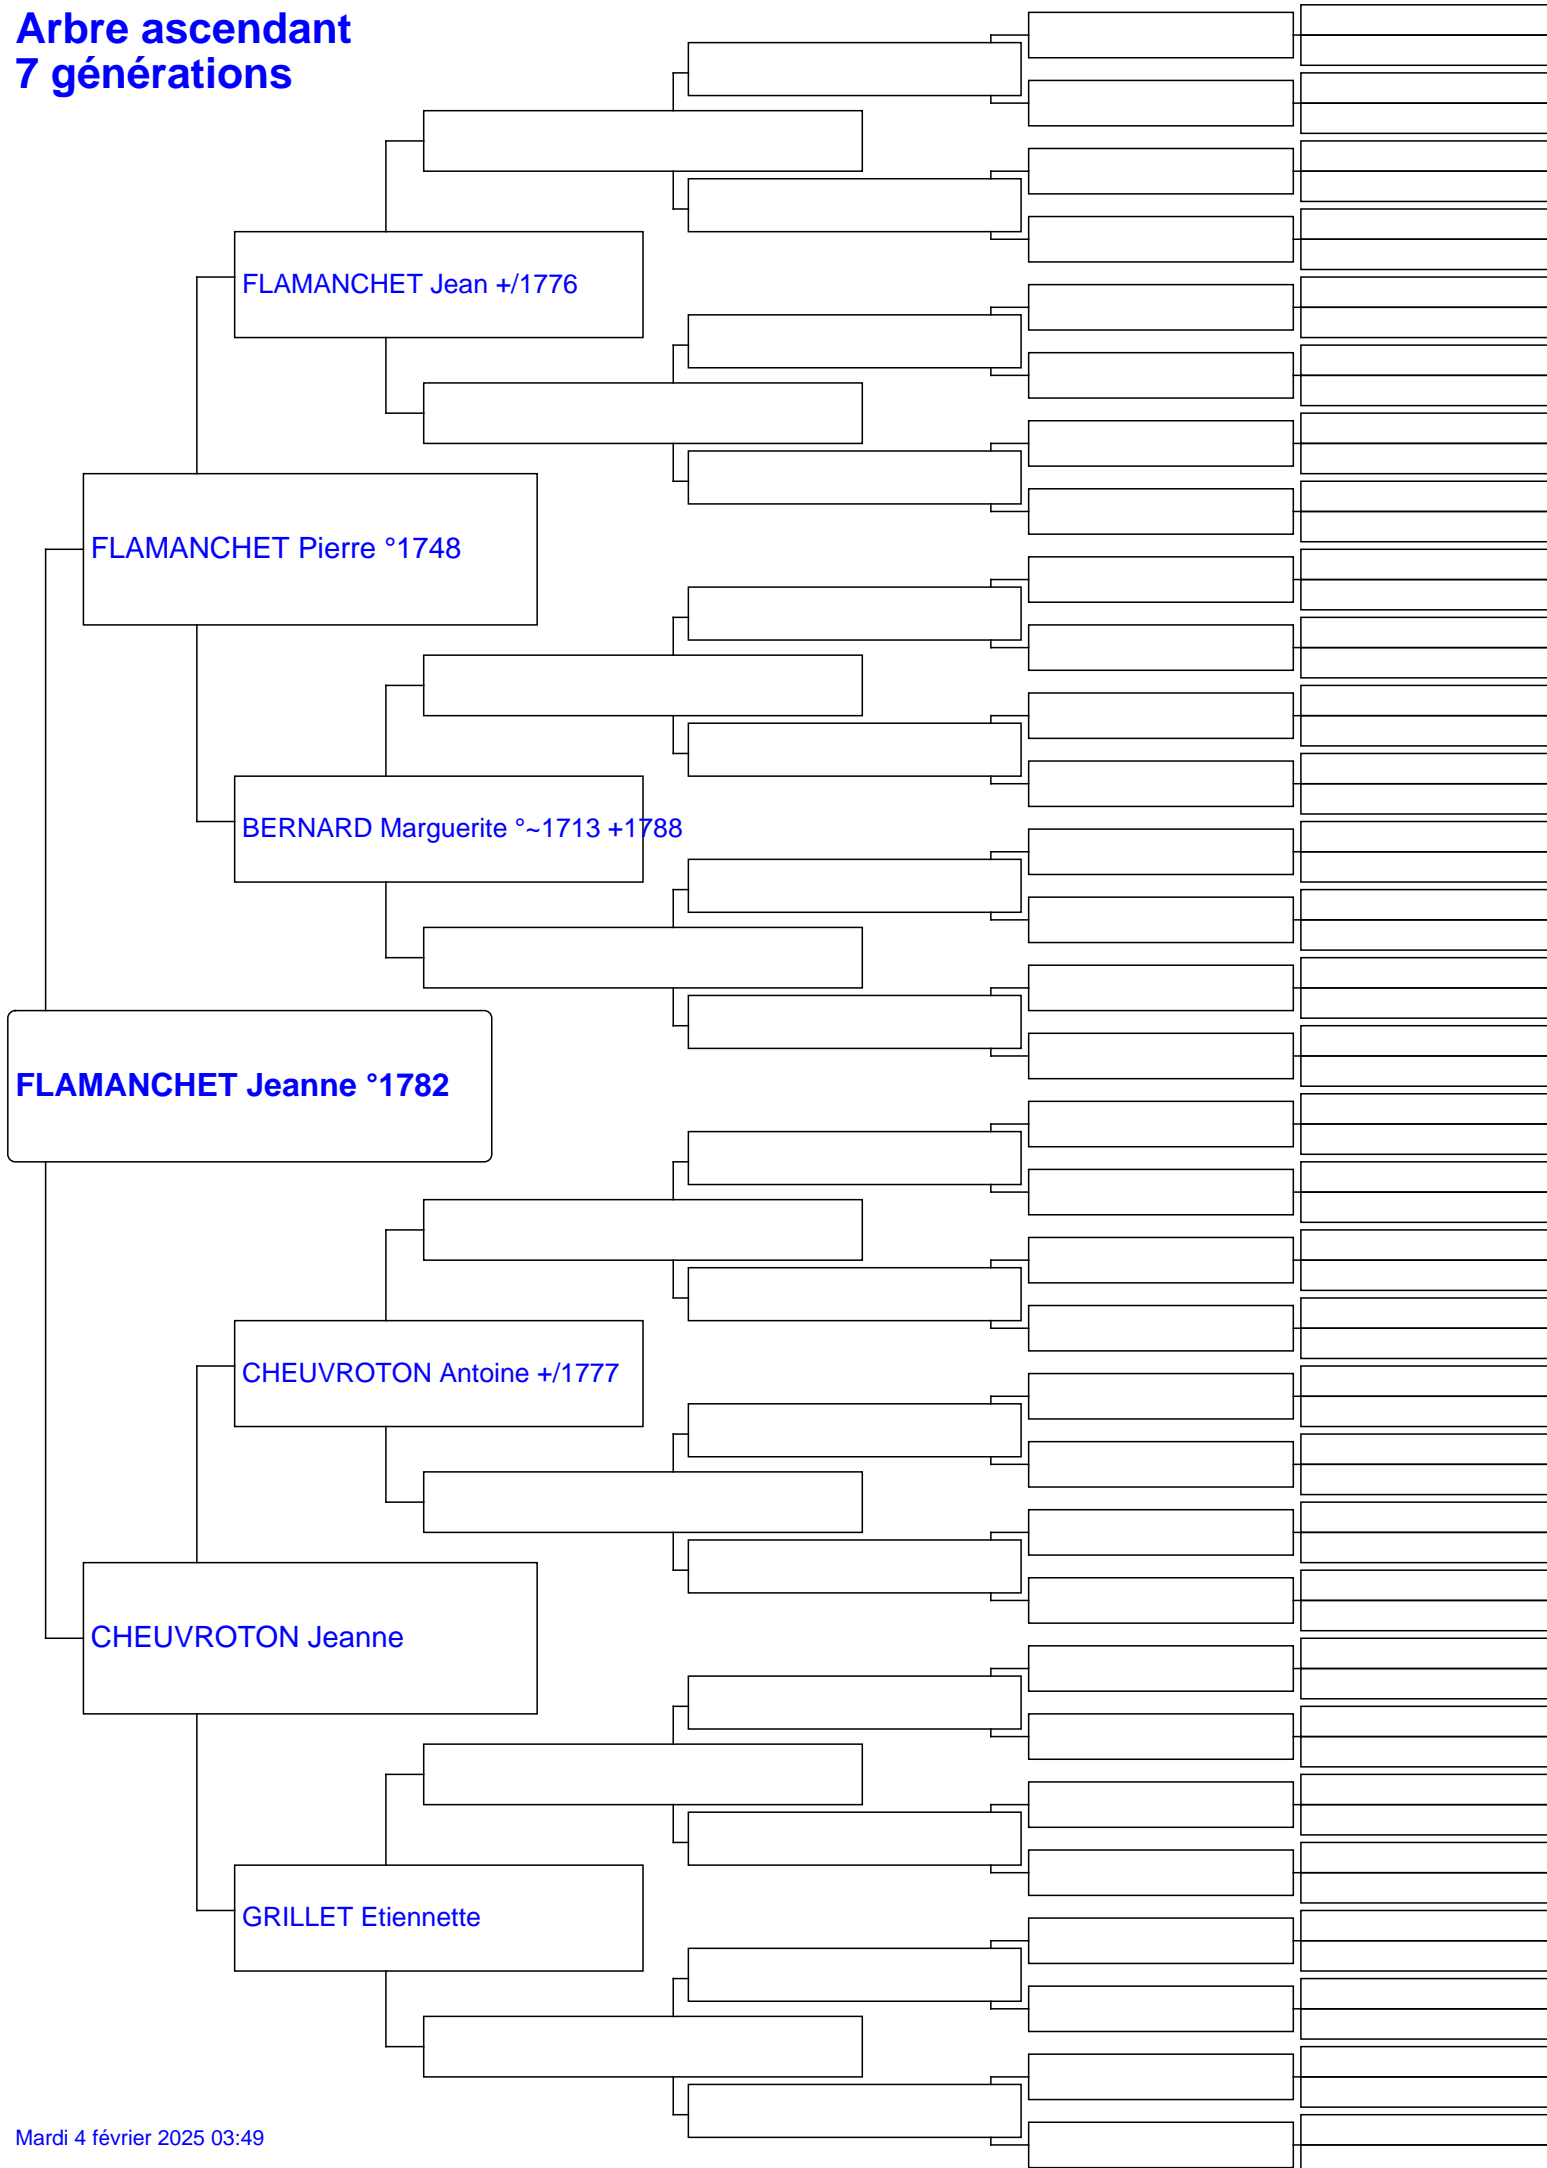 Arbre ascendant
7 générations
FLAMANCHET Jean +/1776
FLAMANCHET Pierre °1748
BERNARD Marguerite °~1713 +1788
FLAMANCHET Jeanne °1782
CHEUVROTON Antoine +/1777
CHEUVROTON Jeanne
GRILLET Etiennette
Mardi 4 février 2025 03:49